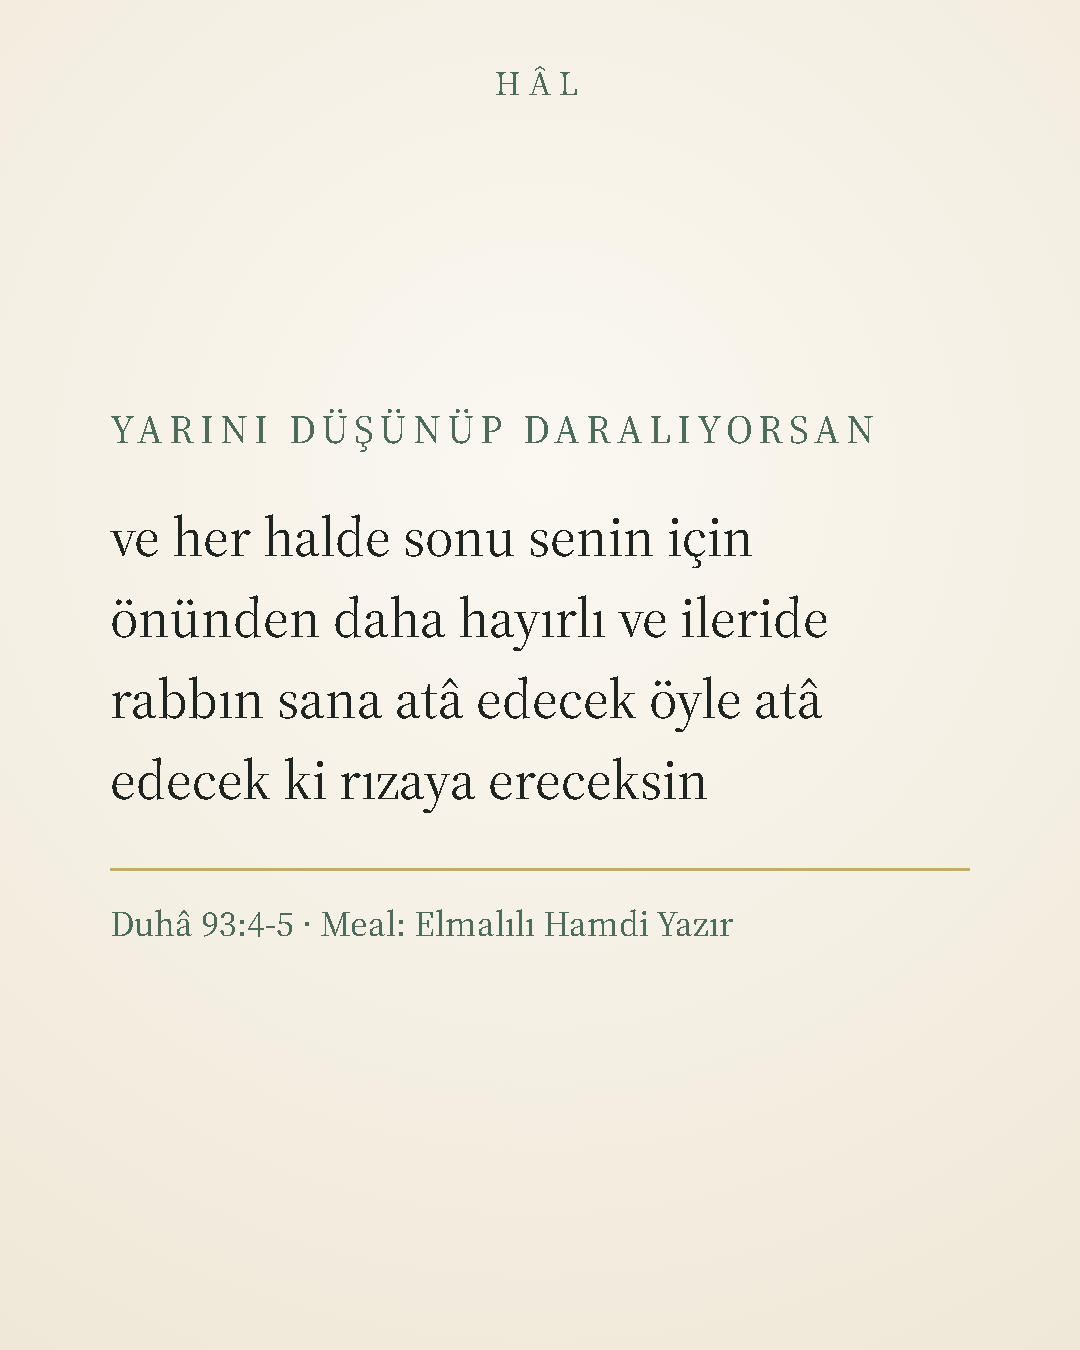 HÂL
YARINI DÜŞÜNÜP DARALIYORSAN
ve her halde sonu senin için
önünden daha hayırlı ve ileride
rabbın sana atâ edecek öyle atâ
edecek ki rızaya ereceksin
Duhâ 93:4-5 · Meal: Elmalılı Hamdi Yazır